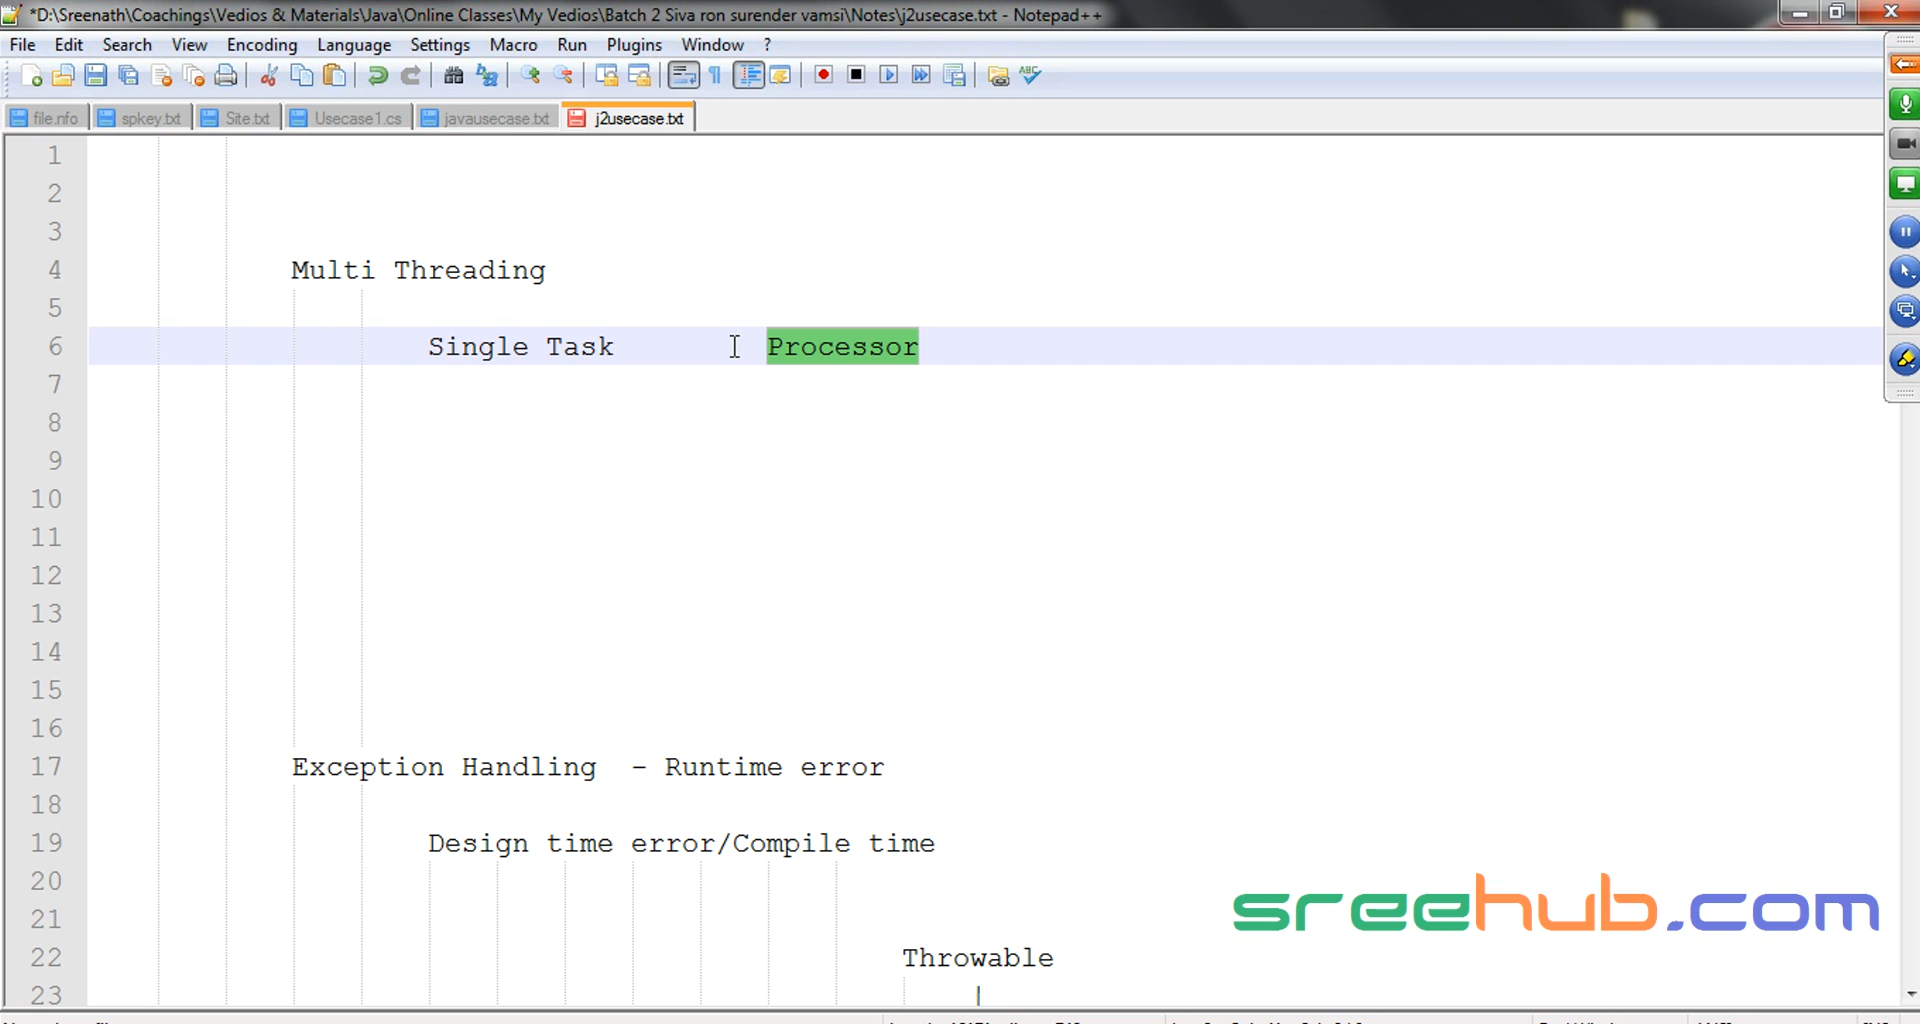 *D:\Sreenath\Coachings\Vedios & Materials\Java\Online Classes\My Vedios\Batch 2 Siva ron surender vamsi\Notes\j2usecase.txt - Notepad++
File Edit Search View Encoding Language Settings Macro Run Plugins Window ?
file.nfo spkey.txt Site.txt Usecase1.cs javausecase.txt j2usecase.txt
1
2
3
4 Multi Threading
5
6 Single Task Processor
7
8
9
10
11
12
13
14
15
16
17 Exception Handling - Runtime error
18
19 Design time error/Compile time
20
21
22 Throwable
23 |
sreehub.com